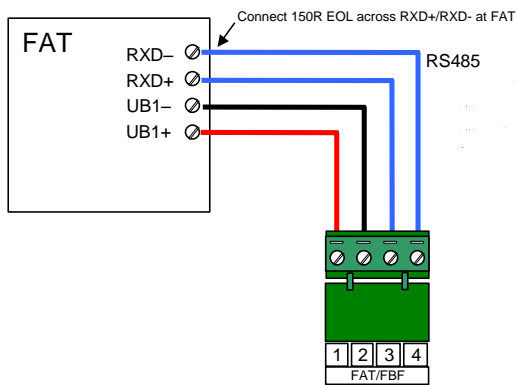 Connect 150R EOL across RXD+/RXD- at FAT
FAT
RXD–
RS485
RXD+
UB1–
UB1+
1 2 3 4
FAT/FBF